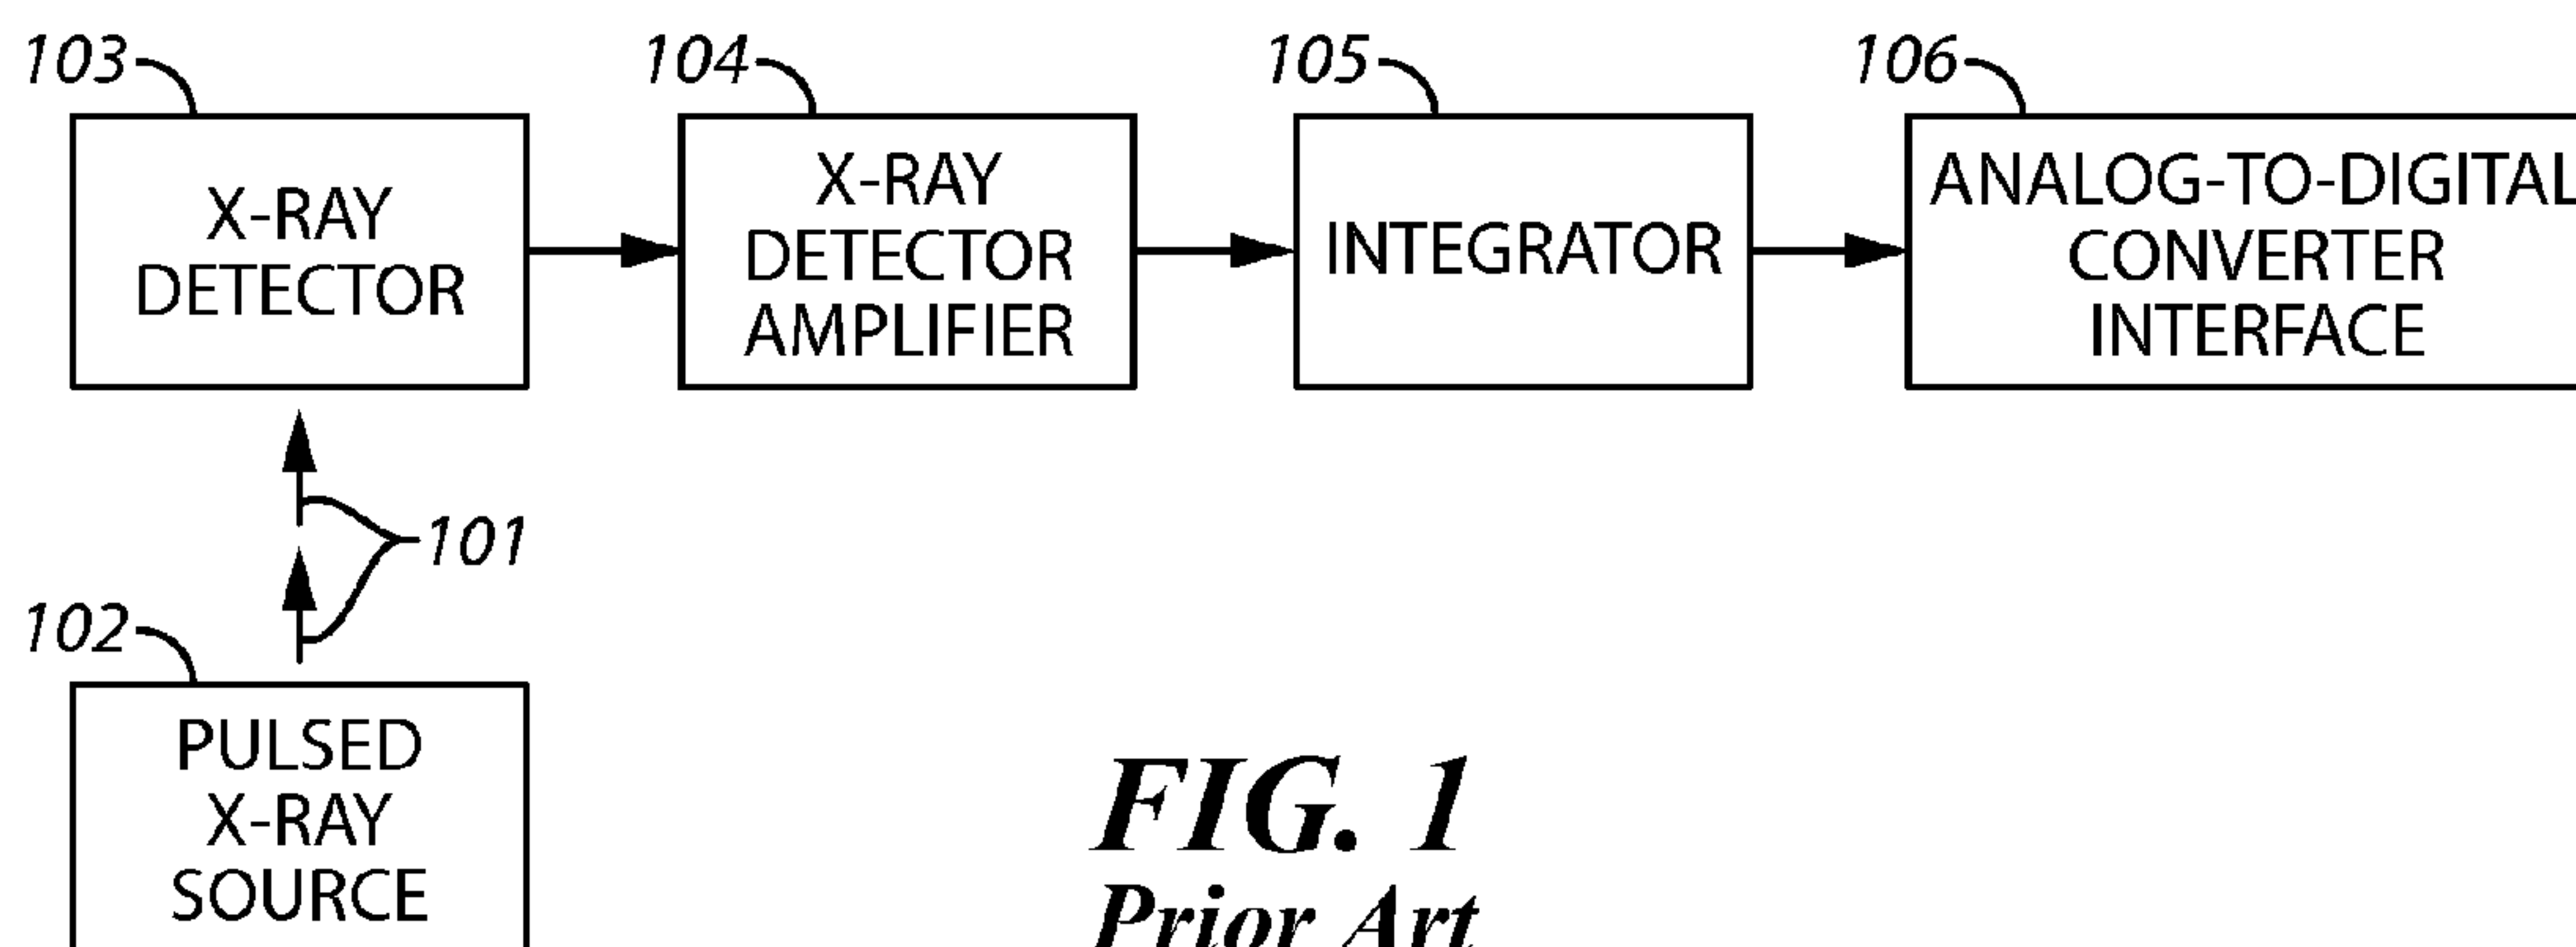 103
104
105
106
X-RAY
DETECTOR
X-RAY
DETECTOR
AMPLIFIER
INTEGRATOR
ANALOG-TO-DIGITAL
CONVERTER
INTERFACE
101
102
PULSED
X-RAY
SOURCE
FIG. 1
Prior Art